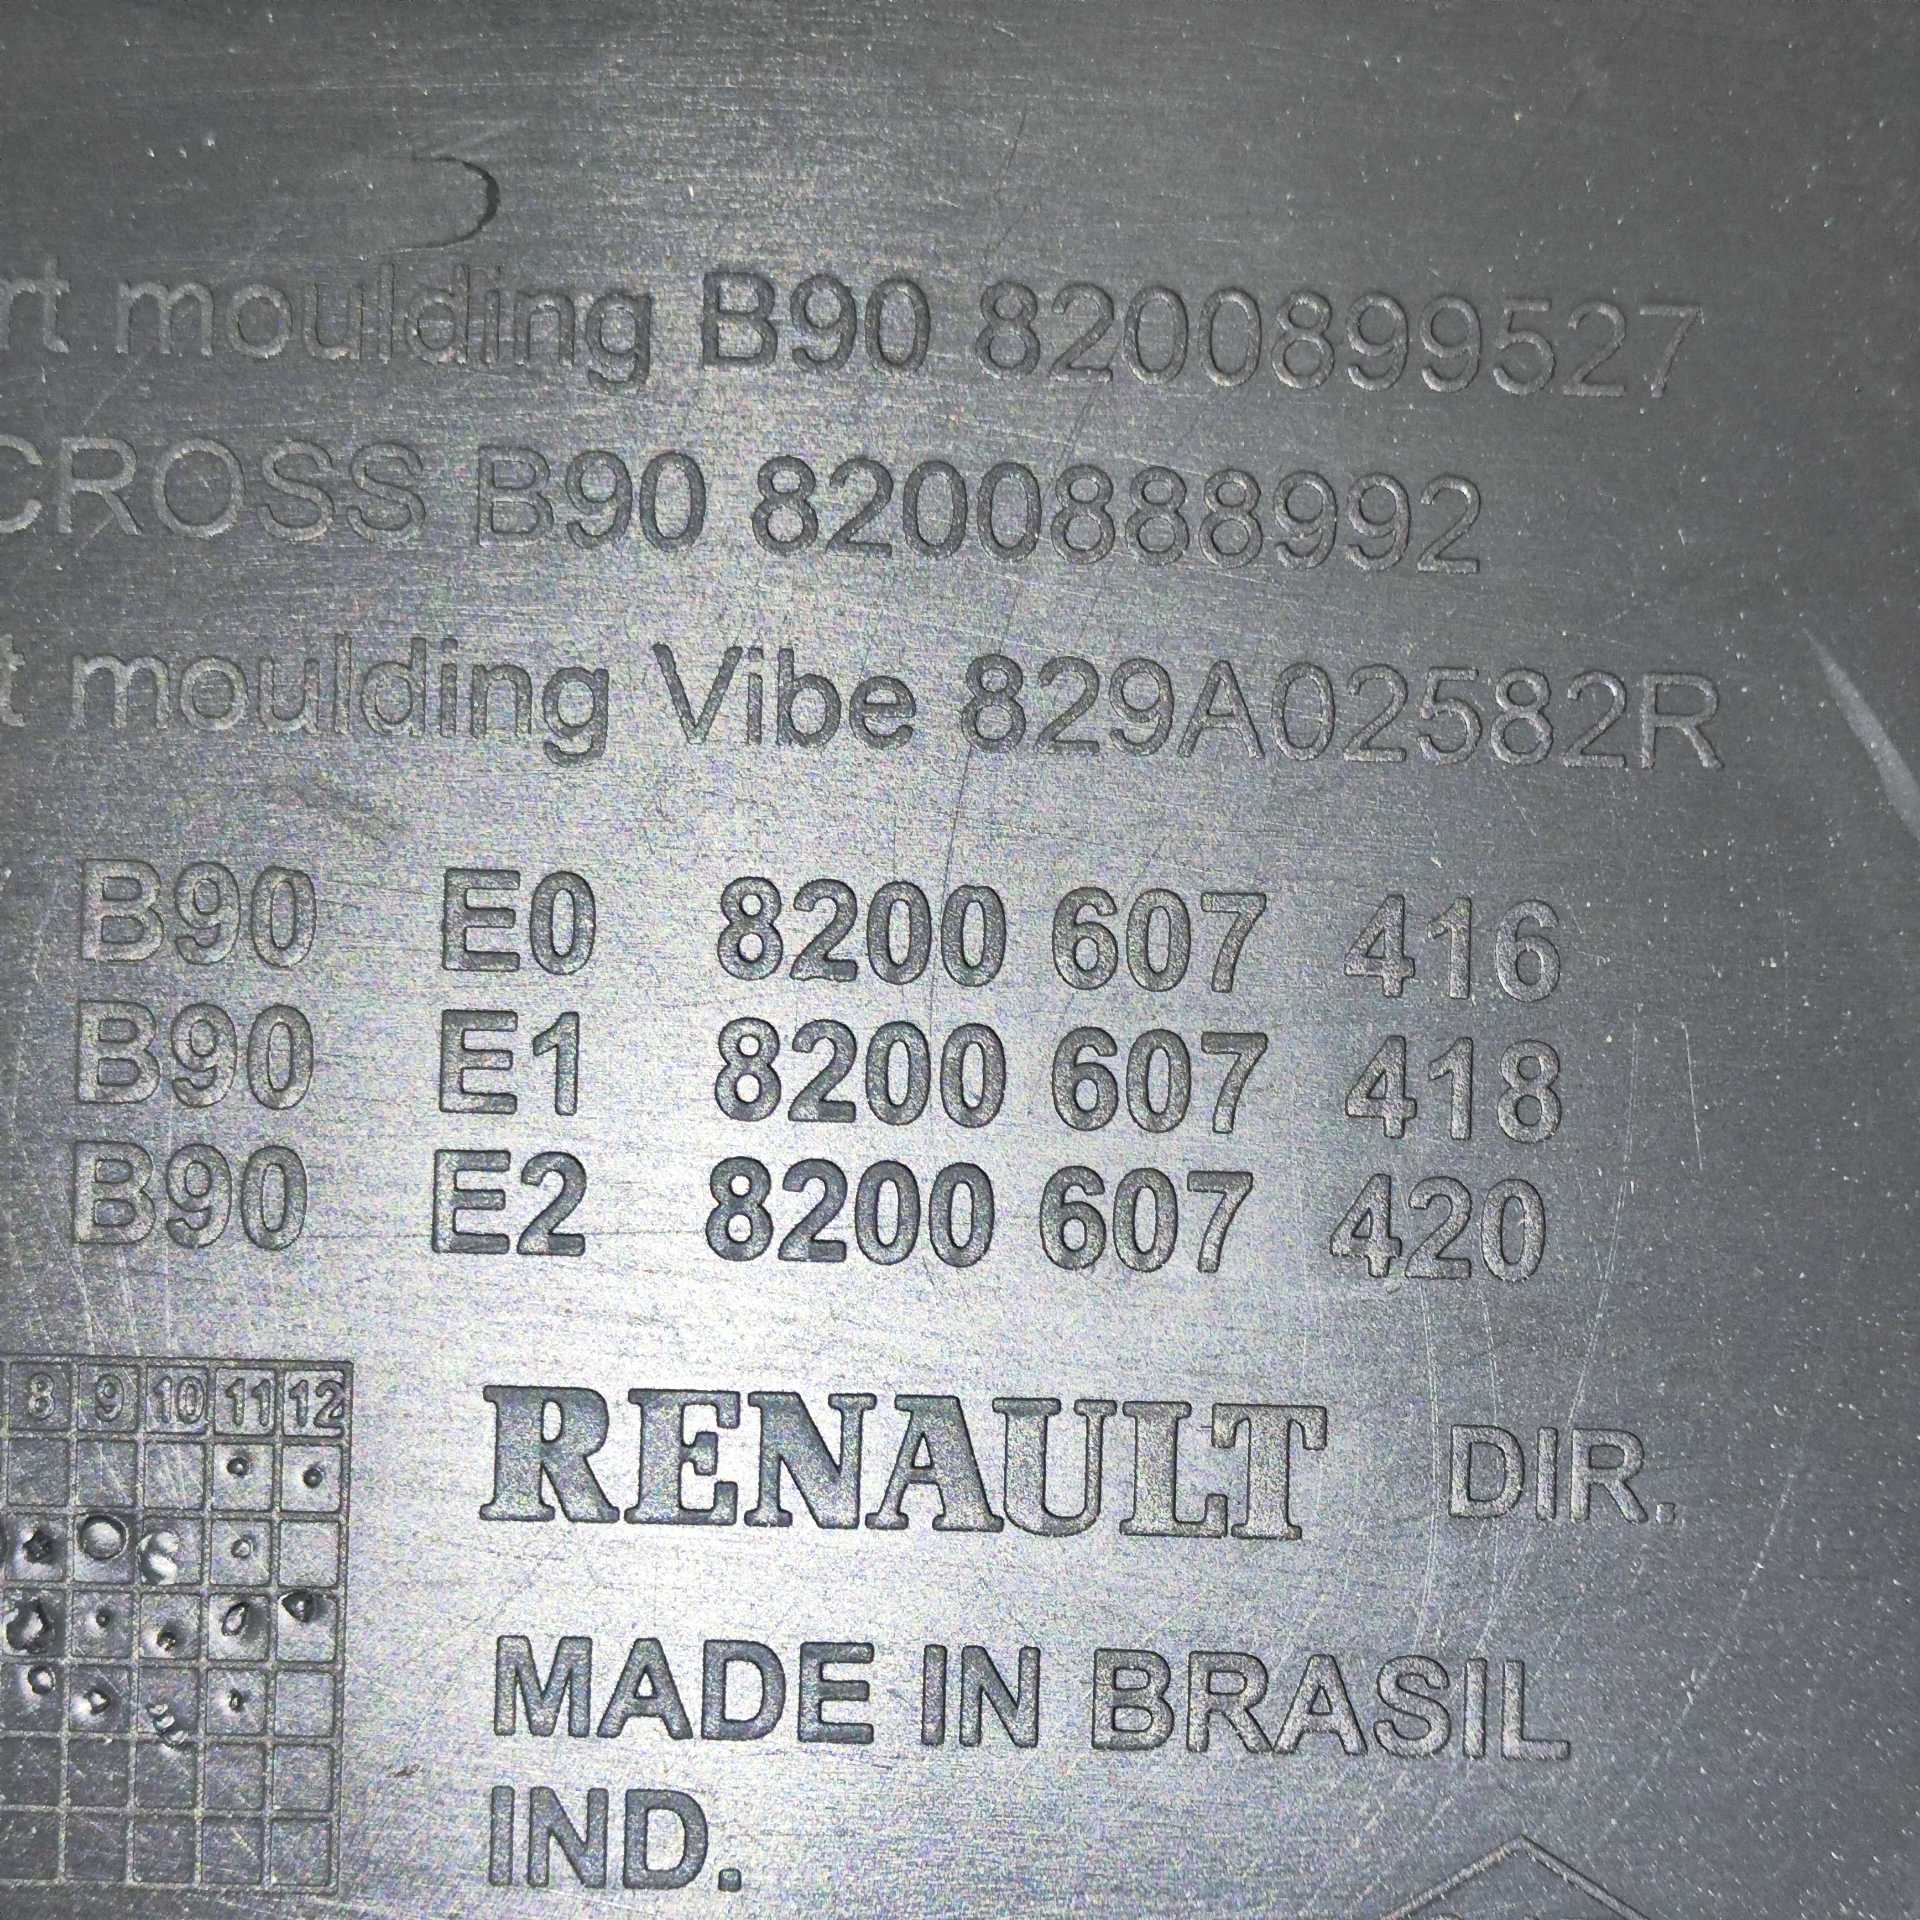 moulding B90 8200899527
CROSS B90 8200888992
moulding Vibe 829A02582R
B90 E0 8200 607 416
B90 E1 8200 607 418
B90 E2 8200 607 420
8 9 10 11 12
RENAULT DIR.
MADE IN BRASIL
IND.